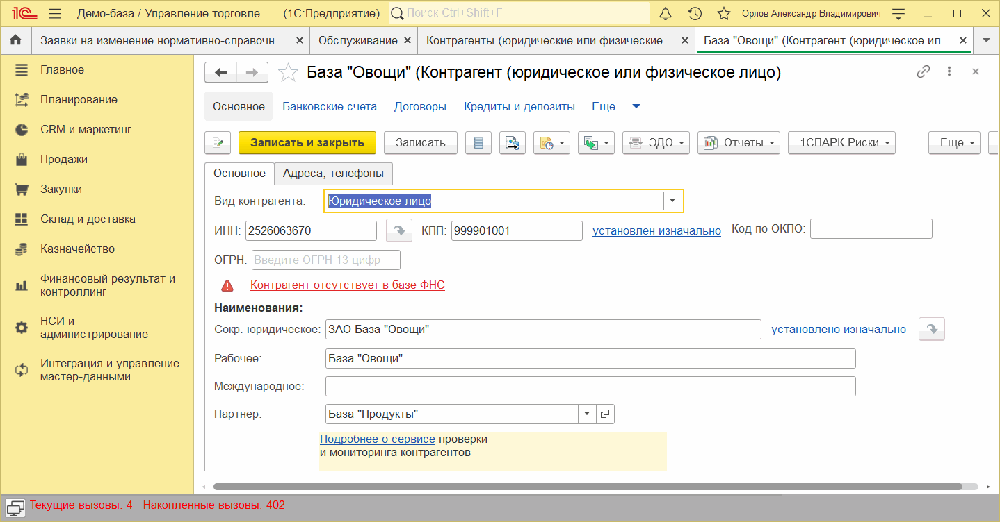 1С Демо-база / Управление торговле... (1С:Предприятие) Поиск Ctrl+Shift+F Орлов Александр Владимирович
Заявки на изменение нормативно-справочн... Обслуживание Контрагенты (юридические или физические... База "Овощи" (Контрагент (юридическое ил...
Главное
Планирование
CRM и маркетинг
Продажи
Закупки
Склад и доставка
Казначейство
Финансовый результат и
контроллинг
НСИ и
администрирование
Интеграция и управление
мастер-данными
База "Овощи" (Контрагент (юридическое или физическое лицо)
Основное Банковские счета Договоры Кредиты и депозиты Еще...
Записать и закрыть Записать ЭДО Отчеты 1СПАРК Риски Еще
Основное Адреса, телефоны
Вид контрагента: Юридическое лицо
ИНН: 2526063670 КПП: 999901001 установлен изначально Код по ОКПО:
ОГРН: Введите ОГРН 13 цифр
Контрагент отсутствует в базе ФНС
Наименования:
Сокр. юридическое: ЗАО База "Овощи" установлено изначально
Рабочее: База "Овощи"
Международное:
Партнер: База "Продукты"
Подробнее о сервисе проверки
и мониторинга контрагентов
Текущие вызовы: 4 Накопленные вызовы: 402